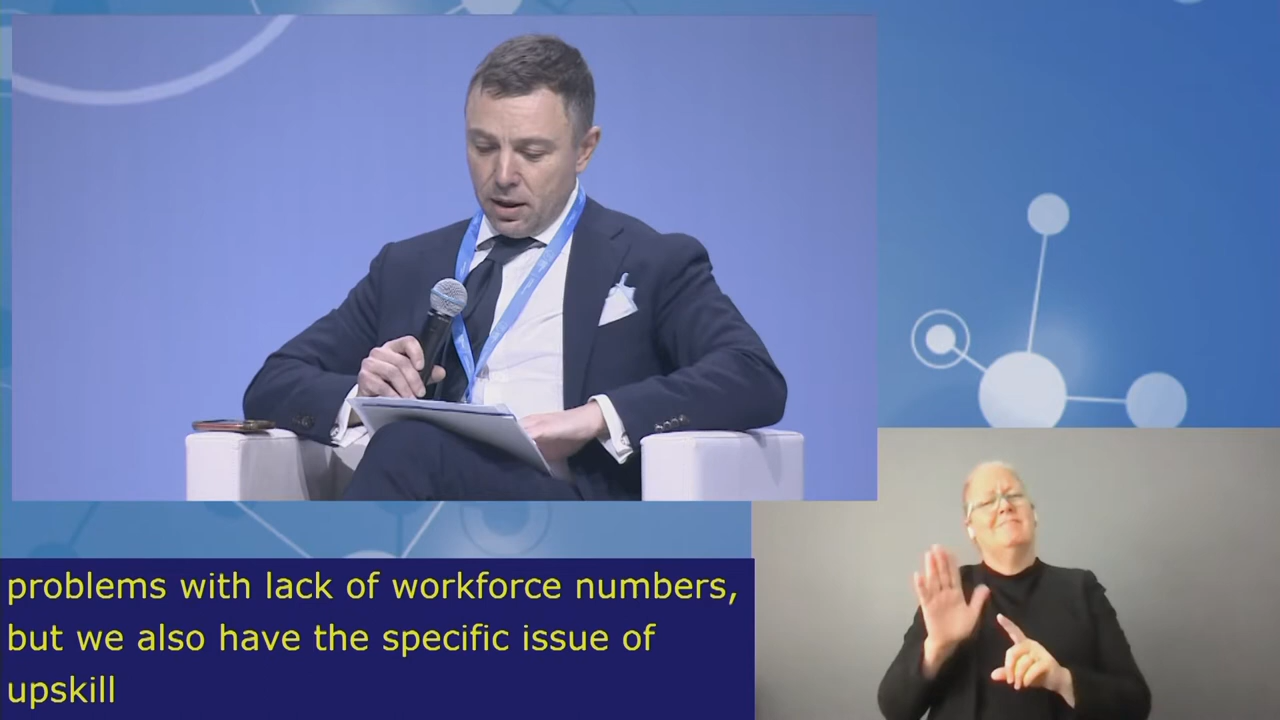 problems with lack of workforce numbers,
but we also have the specific issue of
upskill